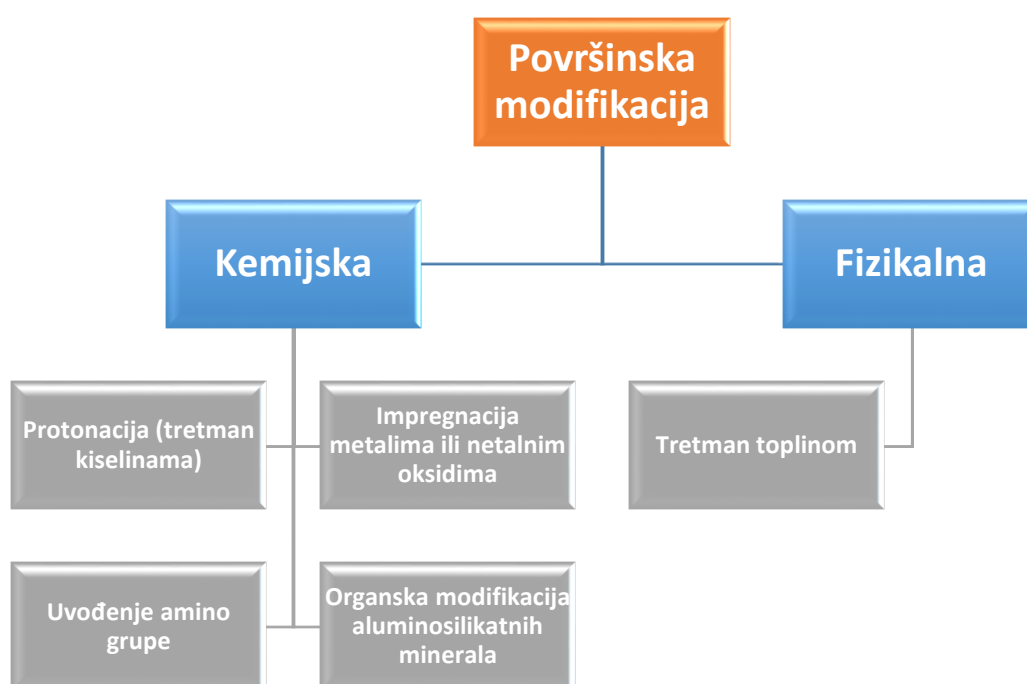 Površinska
modifikacija
Kemijska
Fizikalna
Protonacija (tretman
kiselinama)
Impregnacija
metalima ili netalnim
oksidima
Tretman toplinom
Uvođenje amino
grupe
Organska modifikacija
aluminosilikatnih
minerala